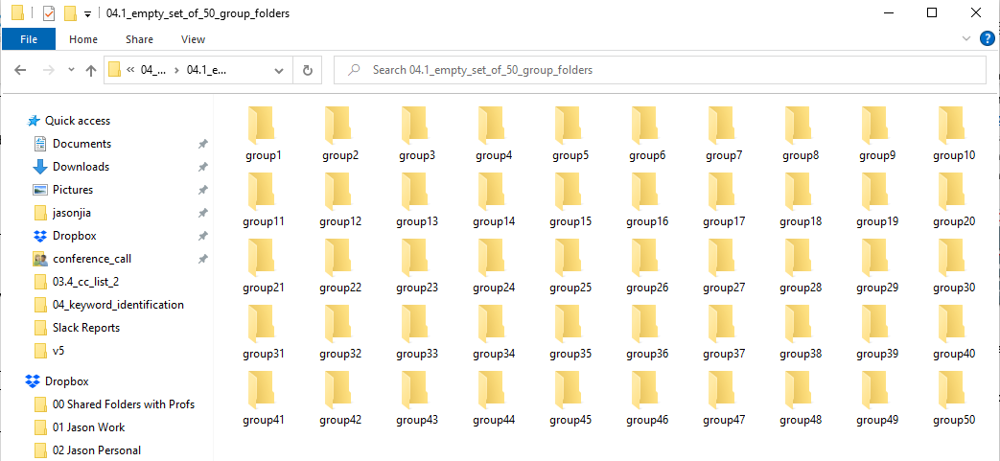 04.1_empty_set_of_50_group_folders
File Home Share View
« 04_... › 04.1_e... Search 04.1_empty_set_of_50_group_folders
Quick access
Documents
Downloads
Pictures
jasonjia
Dropbox
conference_call
03.4_cc_list_2
04_keyword_identification
Slack Reports
v5
Dropbox
00 Shared Folders with Profs
01 Jason Work
02 Jason Personal
group1 group2 group3 group4 group5 group6 group7 group8 group9 group10
group11 group12 group13 group14 group15 group16 group17 group18 group19 group20
group21 group22 group23 group24 group25 group26 group27 group28 group29 group30
group31 group32 group33 group34 group35 group36 group37 group38 group39 group40
group41 group42 group43 group44 group45 group46 group47 group48 group49 group50